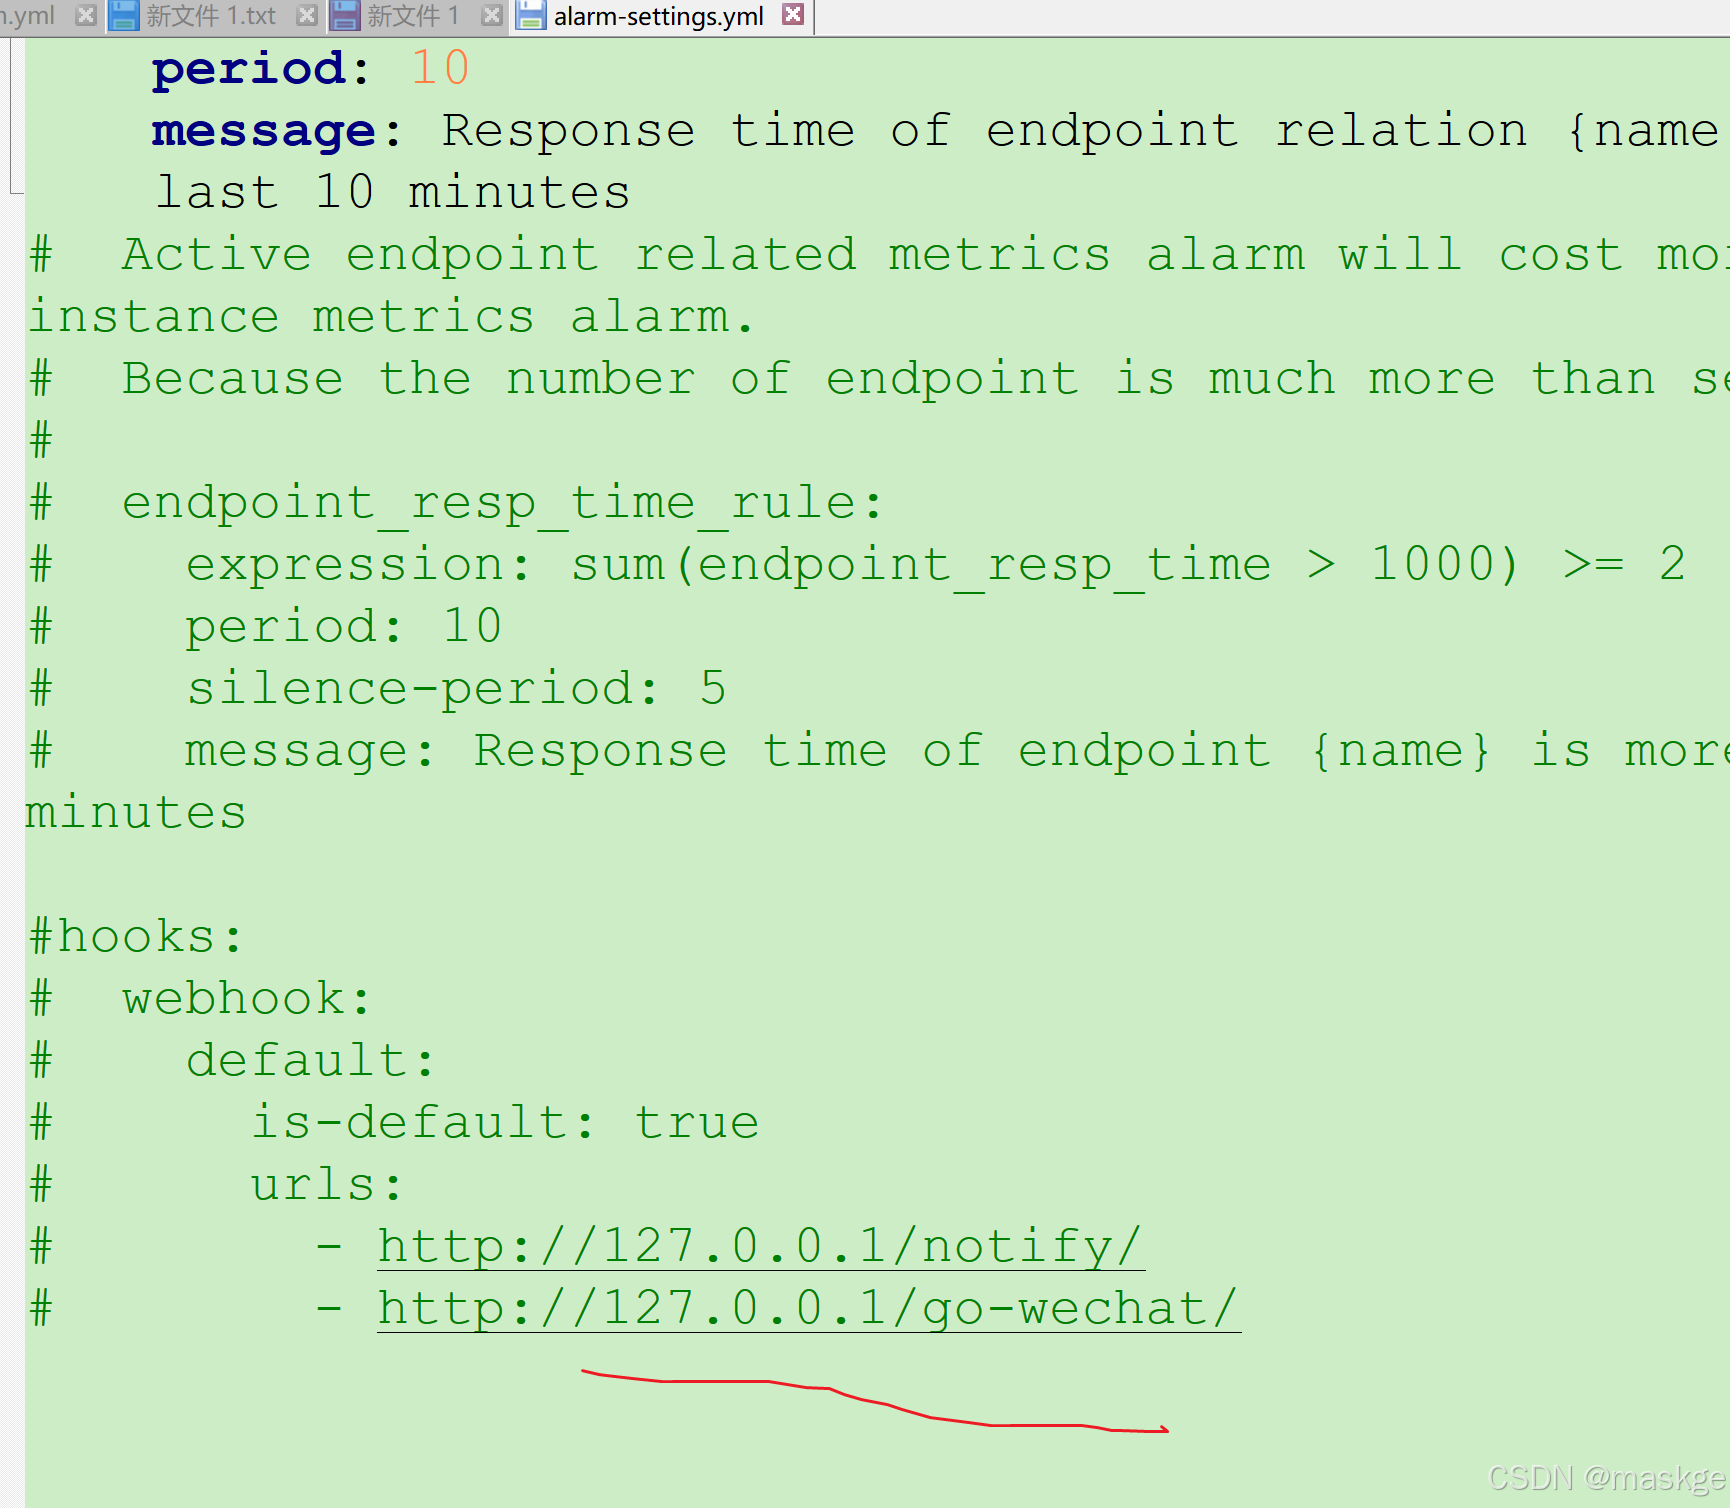 .yml 新文件 1.txt 新文件 1 alarm-settings.yml
period: 10
message: Response time of endpoint relation {name
last 10 minutes
#  Active endpoint related metrics alarm will cost
instance metrics alarm.
#  Because the number of endpoint is much more than
#
#  endpoint_resp_time_rule:
#    expression: sum(endpoint_resp_time > 1000) >= 2
#    period: 10
#    silence-period: 5
#    message: Response time of endpoint {name} is more
minutes
#hooks:
#  webhook:
#    default:
#      is-default: true
#      urls:
#        - http://127.0.0.1/notify/
#        - http://127.0.0.1/go-wechat/
CSDN @maskge